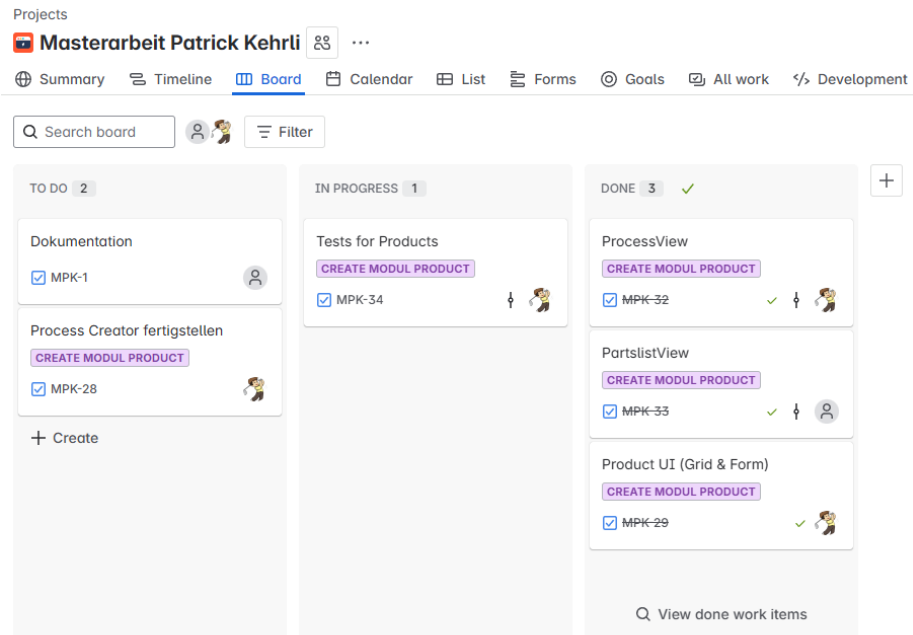 Projects
Masterarbeit Patrick Kehrli
Summary Timeline Board Calendar List Forms Goals All work Development
Search board Filter
TO DO 2
Dokumentation
MPK-1
Process Creator fertigstellen
CREATE MODUL PRODUCT
MPK-28
Create
IN PROGRESS 1
Tests for Products
CREATE MODUL PRODUCT
MPK-34
DONE 3
ProcessView
CREATE MODUL PRODUCT
MPK-32
PartslistView
CREATE MODUL PRODUCT
MPK-33
Product UI (Grid & Form)
CREATE MODUL PRODUCT
MPK-29
View done work items